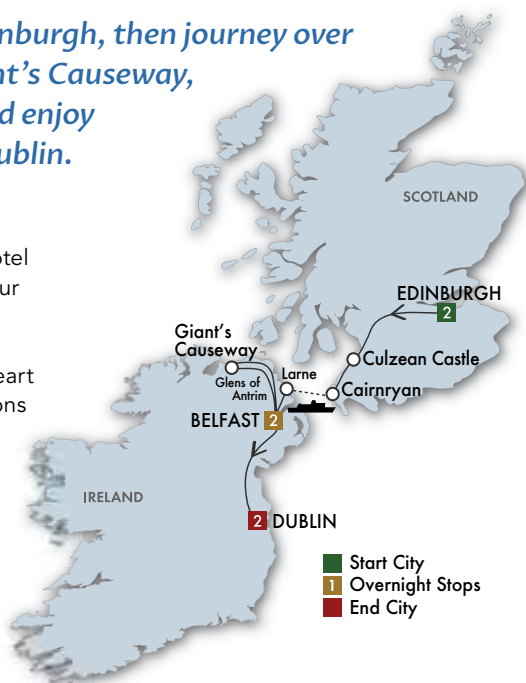 nburgh, then journey over
nt's Causeway,
d enjoy
ublin.
otel
ur
eart
ons
SCOTLAND
EDINBURGH
2
Giant's
Causeway
Glens of
Antrim
Larne
Culzean Castle
Cairnryan
BELFAST 2
IRELAND
2 DUBLIN
Start City
1 Overnight Stops
End City